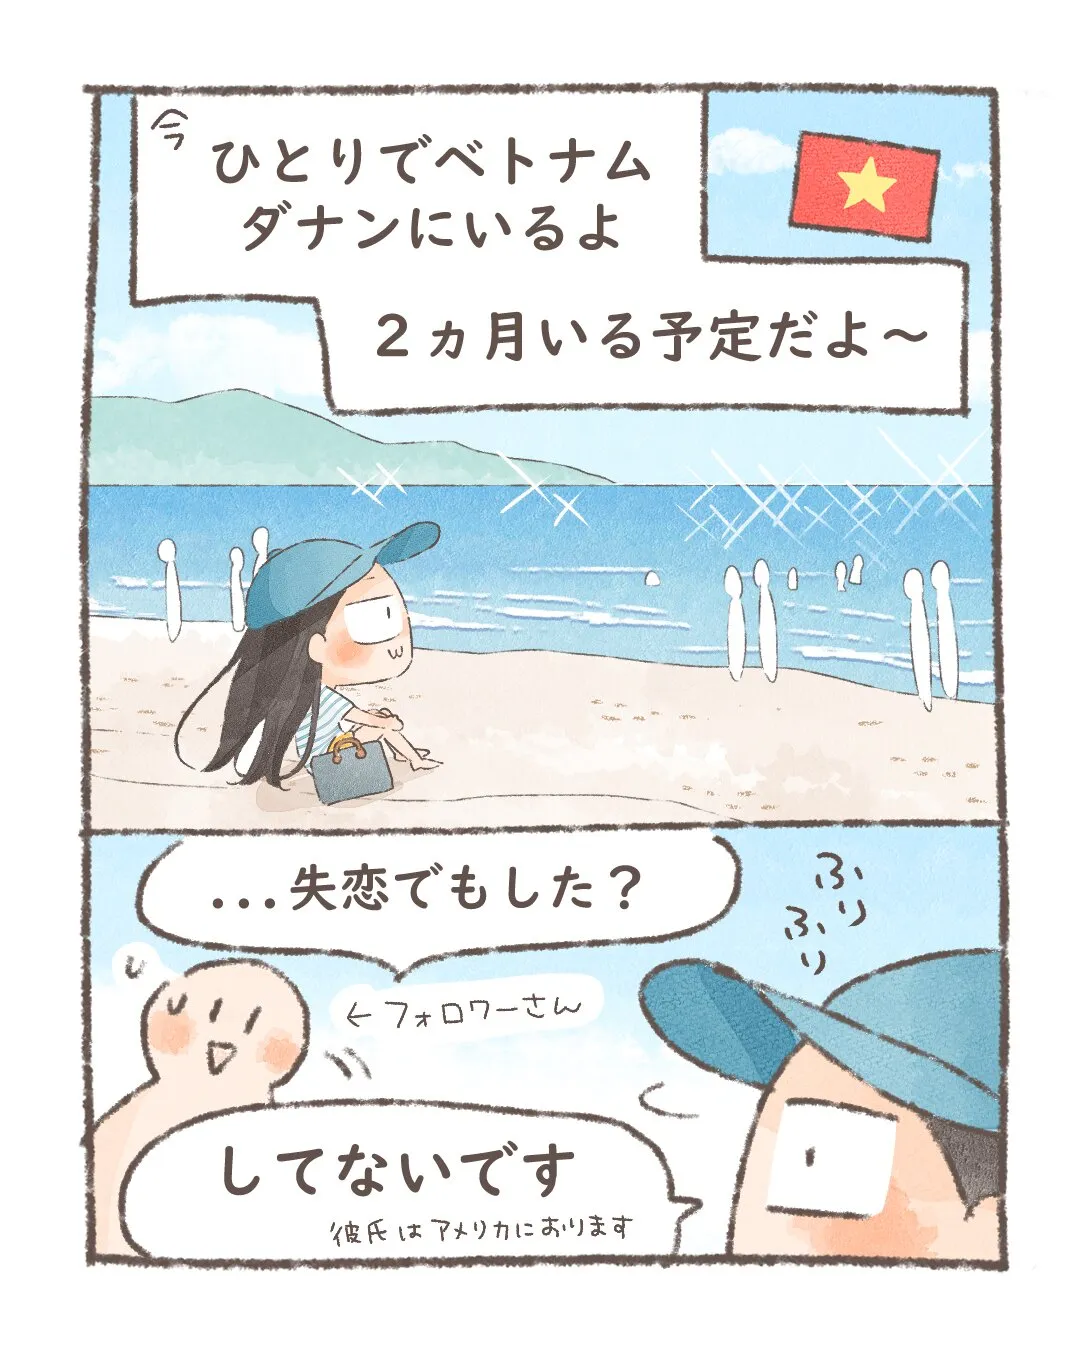 今
ひとりでベトナム
ダナンにいるよ
２ヵ月いる予定だよ～
...失恋でもした？
ふり
ふり
←フォロワーさん
してないです
彼氏はアメリカにおります